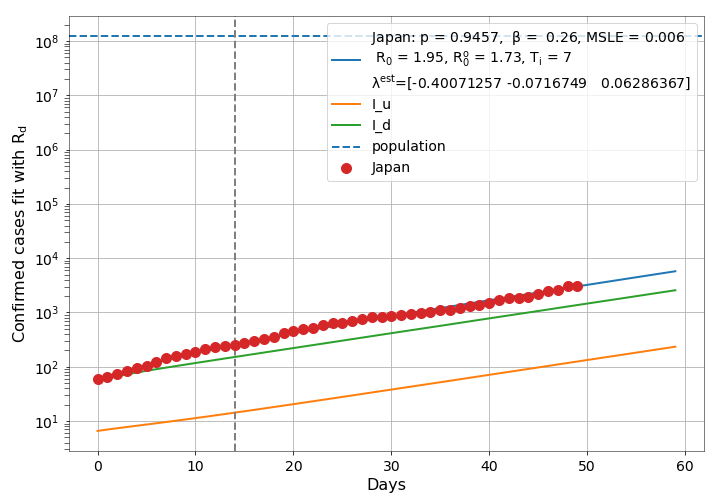 Japan: p = 0.9457, β = 0.26, MSLE = 0.006
R₀ = 1.95, R₀ᵒ = 1.73, Tᵢ = 7
λᵉˢᵗ=[-0.40071257 -0.0716749 0.06286367]
I_u
I_d
population
Japan
Confirmed cases fit with R_d
10⁸
10⁷
10⁶
10⁵
10⁴
10³
10²
10¹
0 10 20 30 40 50 60
Days